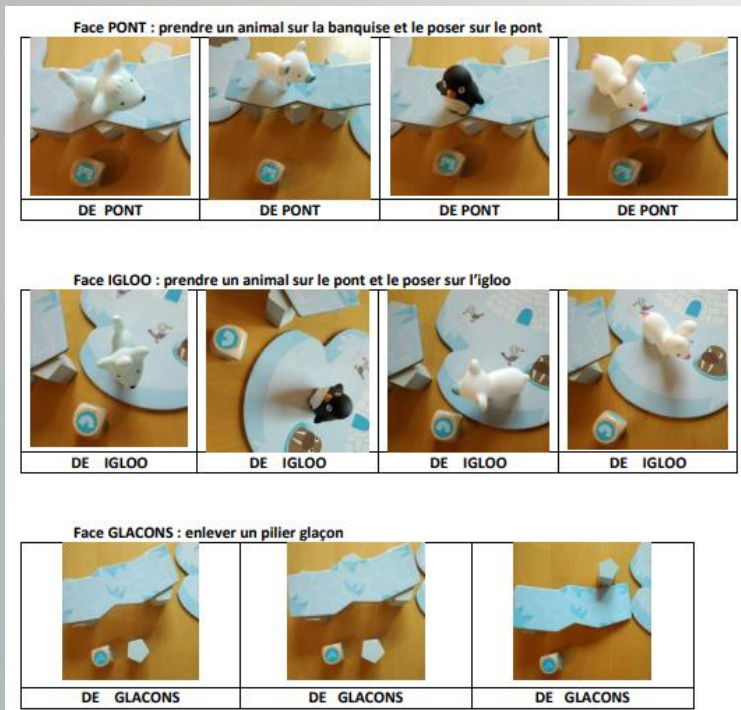 Face PONT : prendre un animal sur la banquise et le poser sur le pont
DE PONT DE PONT DE PONT DE PONT
Face IGLOO : prendre un animal sur le pont et le poser sur l'igloo
DE IGLOO DE IGLOO DE IGLOO DE IGLOO
Face GLACONS : enlever un pilier glaçon
DE GLACONS DE GLACONS DE GLACONS